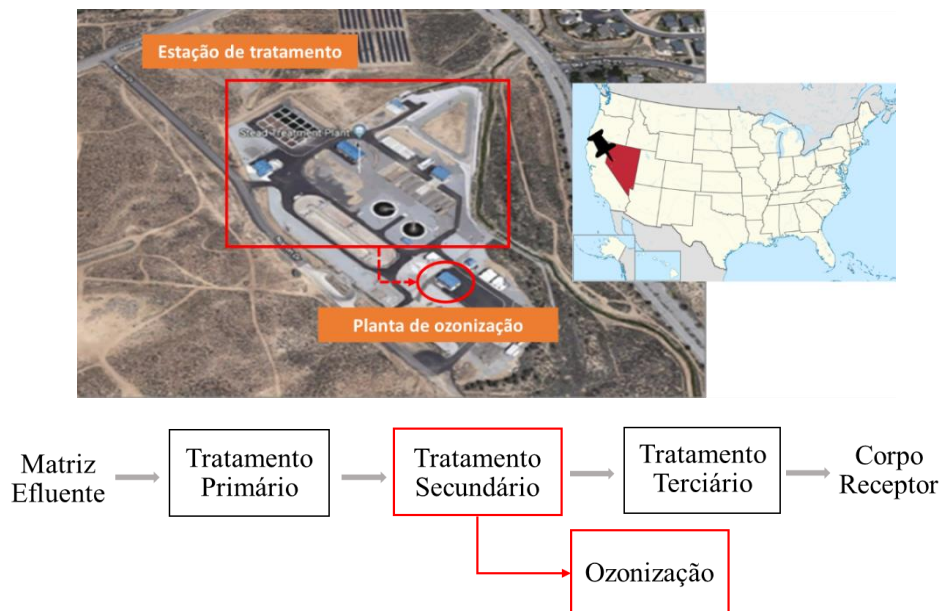 Estação de tratamento
Stead Treatment Plant
Planta de ozonização
Matriz
Efluente
Tratamento
Primário
Tratamento
Secundário
Tratamento
Terciário
Corpo
Receptor
Ozonização